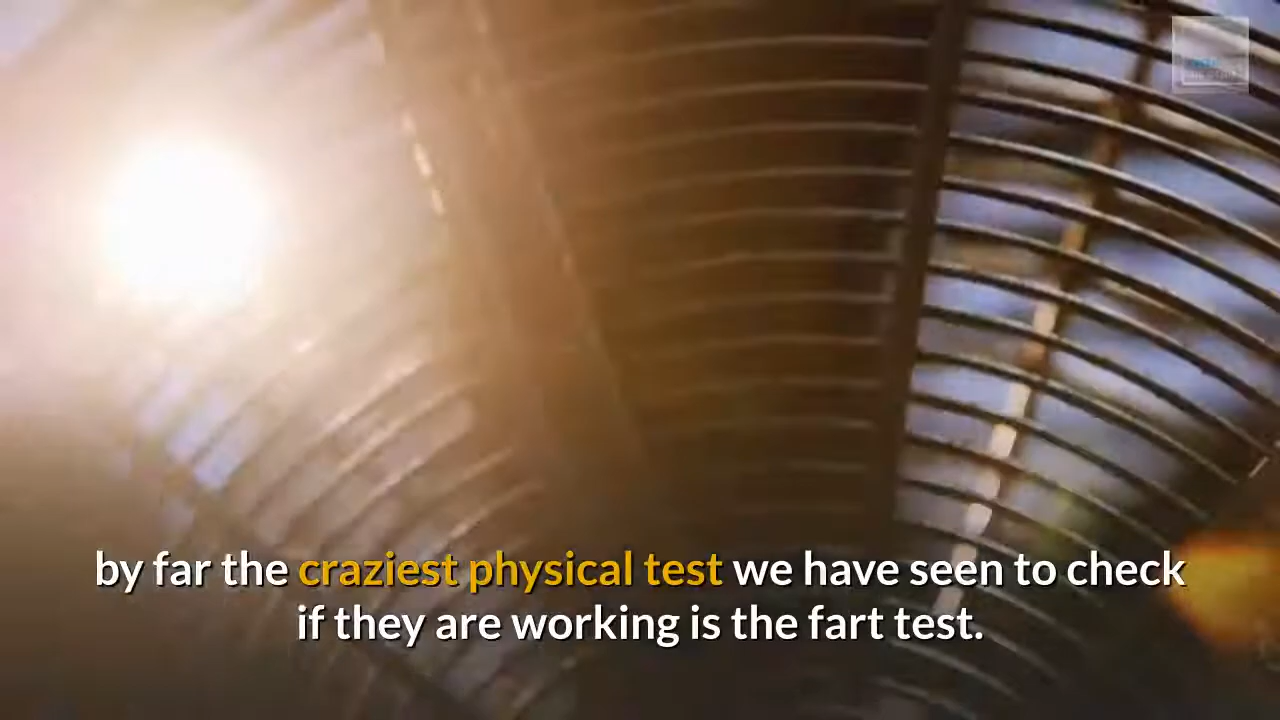 by far the craziest physical test we have seen to check
if they are working is the fart test.